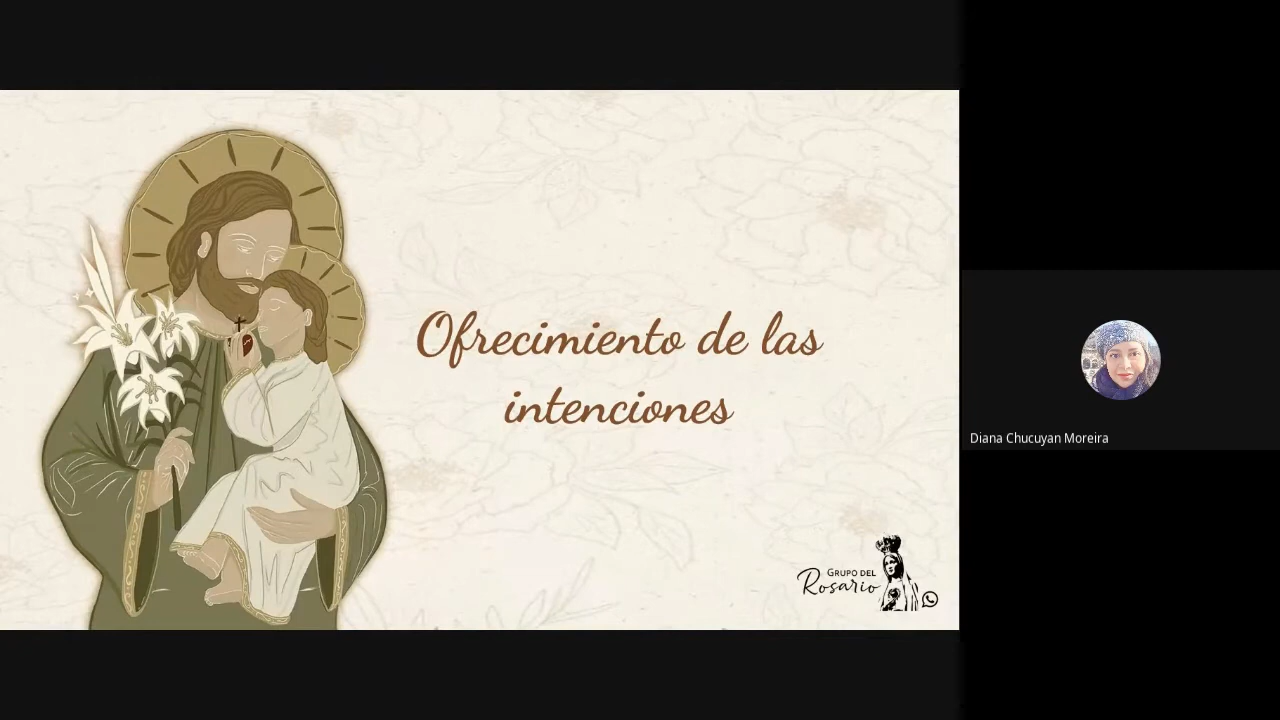 Ofrecimiento de las
intenciones
GRUPO DEL
Rosario
Diana Chucuyan Moreira